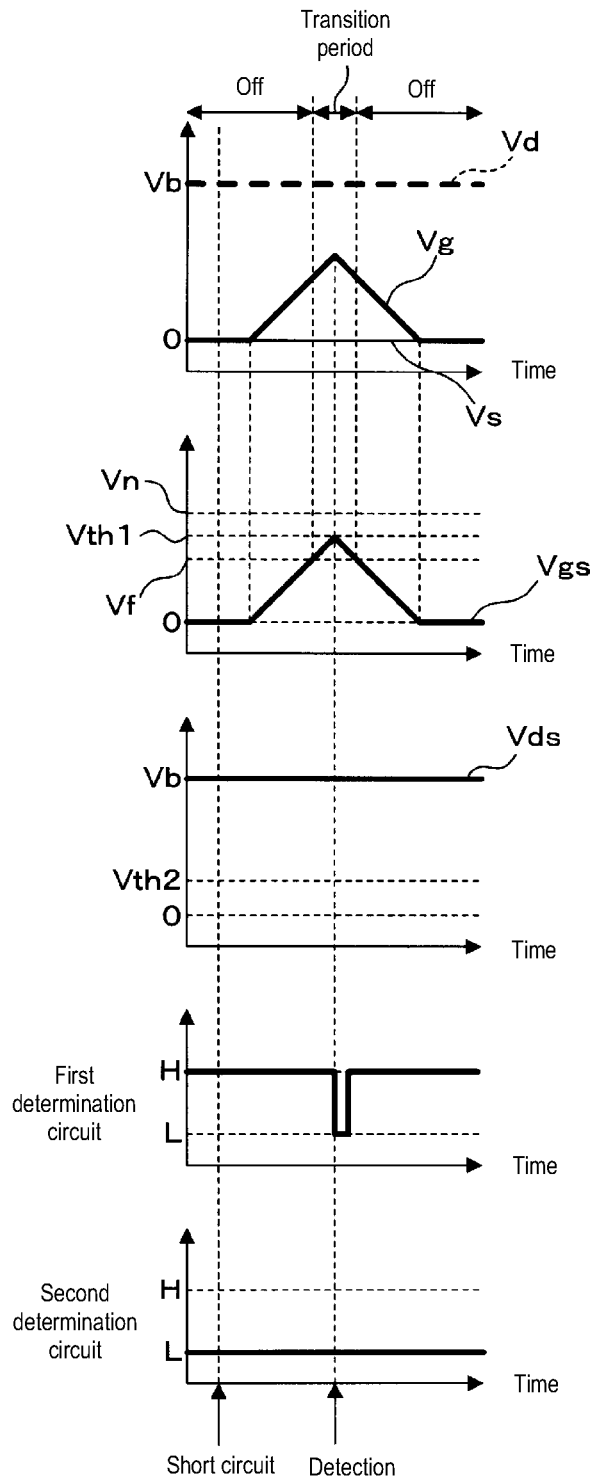 Transition
period
Off
Off
Vd
Vb
Vg
0
Time
Vs
Vn
Vth1
Vf
Vgs
0
Time
Vds
Vb
Vth2
0
Time
First
determination
circuit
H
L
Time
Second
determination
circuit
H
L
Time
Short circuit
Detection